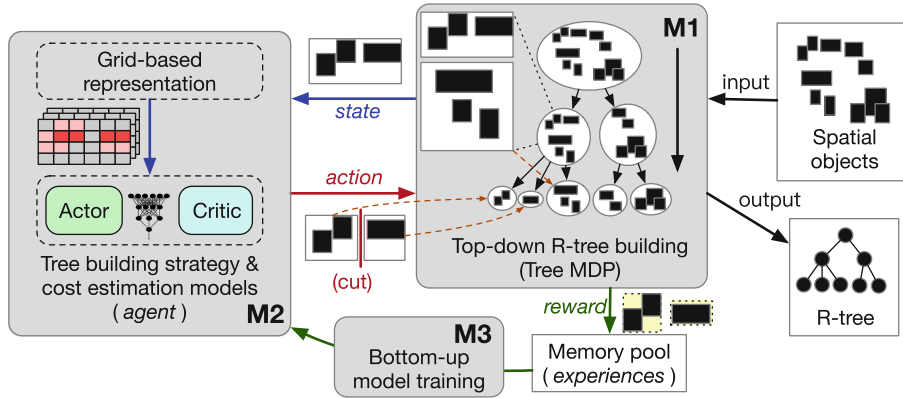 Grid-based
representation
Actor
Critic
Tree building strategy &
cost estimation models
( agent )
M2
state
action
(cut)
M1
Top-down R-tree building
(Tree MDP)
input
Spatial
objects
output
R-tree
reward
Memory pool
( experiences )
M3
Bottom-up
model training